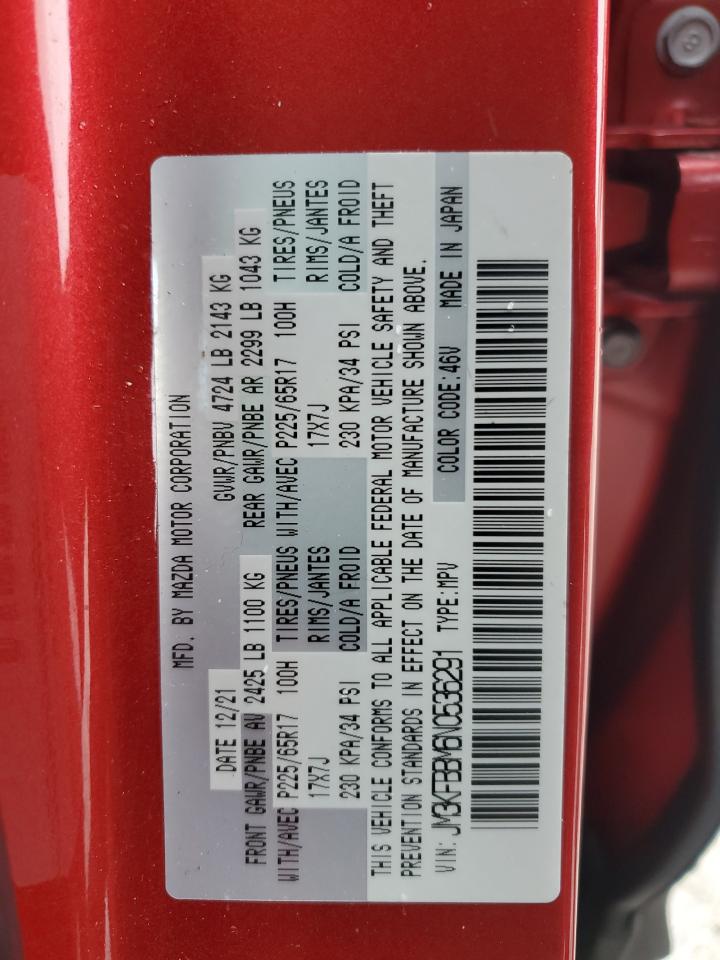 MFD. BY MAZDA MOTOR CORPORATION
DATE 12/21 GVWR/PNBV 4724 LB 2143 KG
FRONT GAWR/PNBE AV 2425 LB 1100 KG REAR GAWR/PNBE AR 2299 LB 1043 KG
WITH/AVEC P225/65R17 100H TIRES/PNEUS WITH/AVEC P225/65R17 100H TIRES/PNEUS
17X7J RIMS/JANTES 17X7J RIMS/JANTES
230 KPA/34 PSI COLD/A FROID 230 KPA/34 PSI COLD/A FROID
THIS VEHICLE CONFORMS TO ALL APPLICABLE FEDERAL MOTOR VEHICLE SAFETY AND THEFT
PREVENTION STANDARDS IN EFFECT ON THE DATE OF MANUFACTURE SHOWN ABOVE.
VIN: JM3KFBBM6N0536291 TYPE:MPV COLOR CODE:46V MADE IN JAPAN